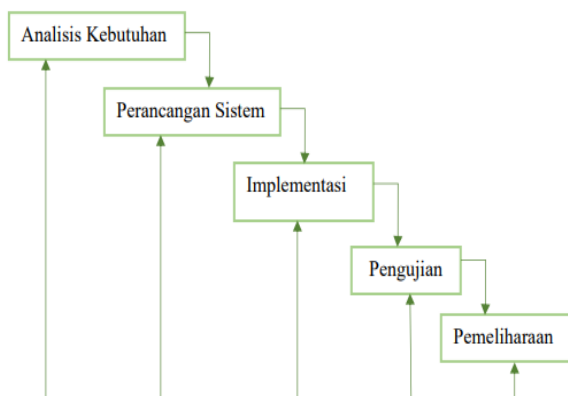 Analisis Kebutuhan
Perancangan Sistem
Implementasi
Pengujian
Pemeliharaan